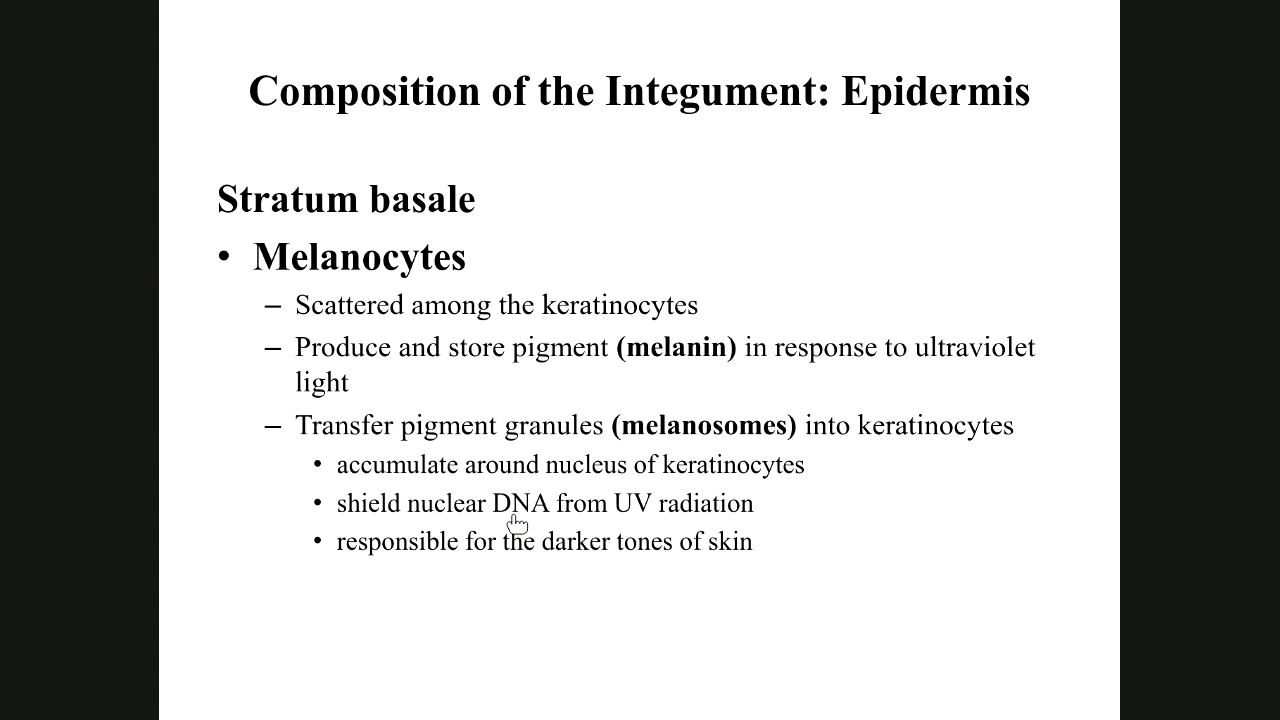 Composition of the Integument: Epidermis
Stratum basale
• Melanocytes
– Scattered among the keratinocytes
– Produce and store pigment (melanin) in response to ultraviolet
light
– Transfer pigment granules (melanosomes) into keratinocytes
• accumulate around nucleus of keratinocytes
• shield nuclear DNA from UV radiation
• responsible for the darker tones of skin